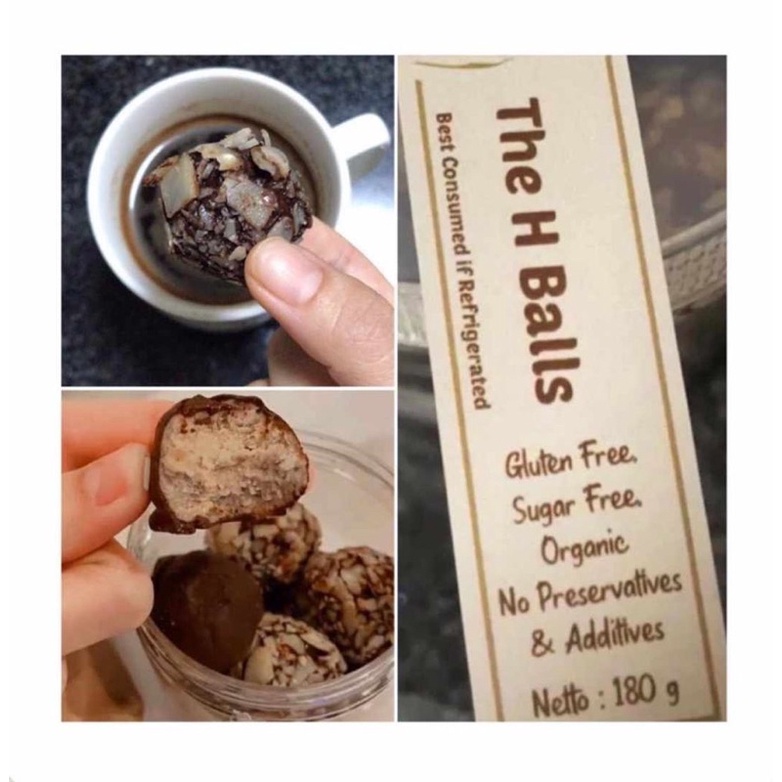 The H Balls
Best Consumed if Refrigerated
Gluten Free,
Sugar Free,
Organic
No Preservatives
& Additives
Netto : 180 g